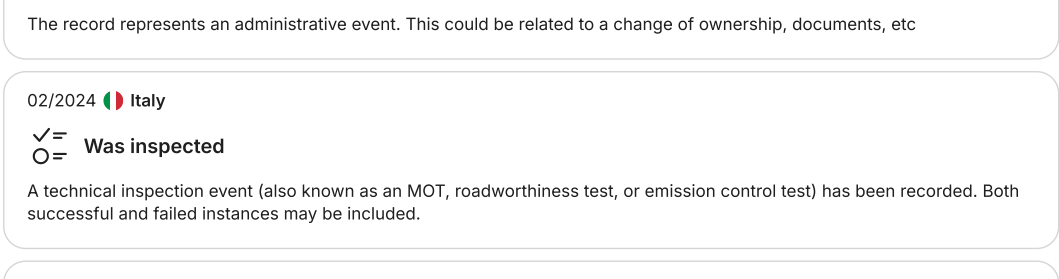 The record represents an administrative event. This could be related to a change of ownership, documents, etc
02/2024 Italy
Was inspected
A technical inspection event (also known as an MOT, roadworthiness test, or emission control test) has been recorded. Both
successful and failed instances may be included.